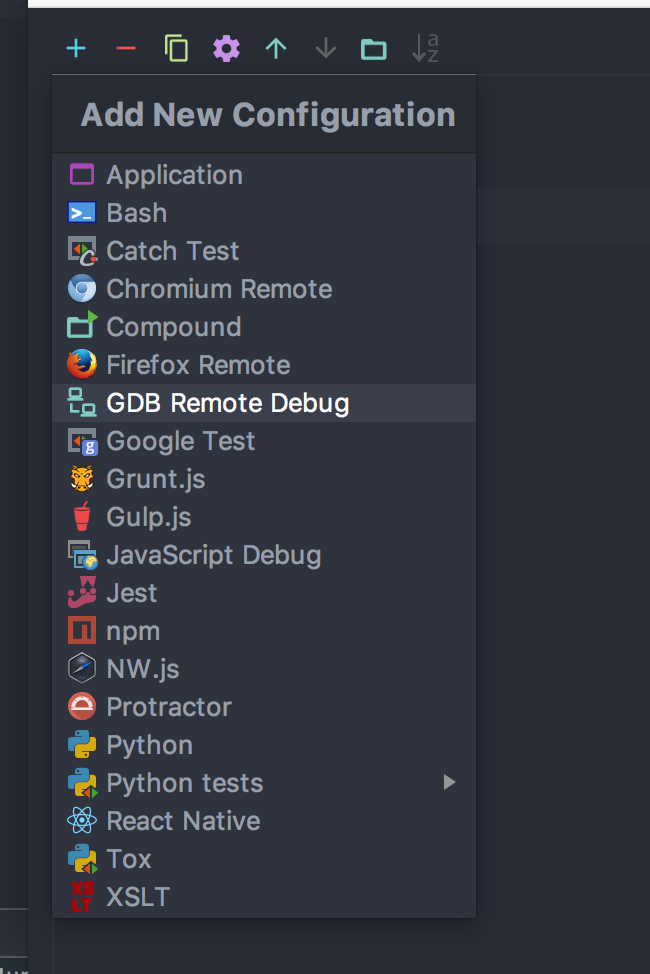 Add New Configuration
Application
Bash
Catch Test
Chromium Remote
Compound
Firefox Remote
GDB Remote Debug
Google Test
Grunt.js
Gulp.js
JavaScript Debug
Jest
npm
NW.js
Protractor
Python
Python tests
React Native
Tox
XSLT